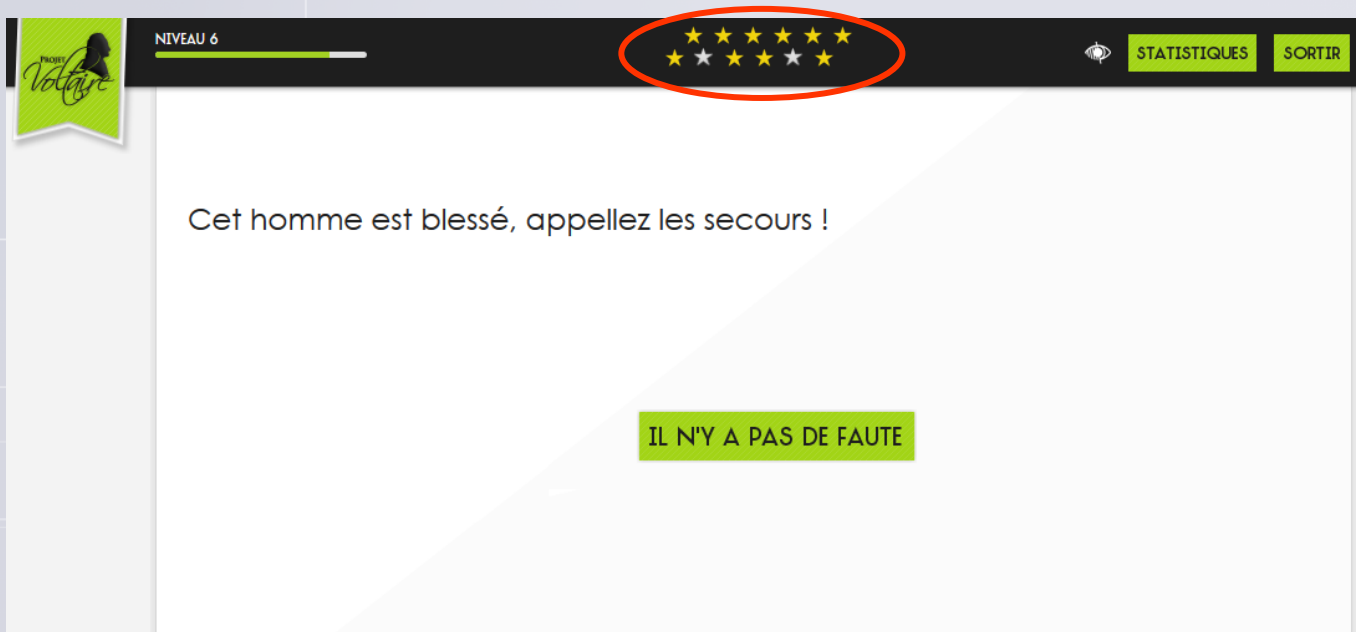 PROJET
Voltaire
NIVEAU 6
STATISTIQUES
SORTIR
Cet homme est blessé, appellez les secours !
IL N'Y A PAS DE FAUTE